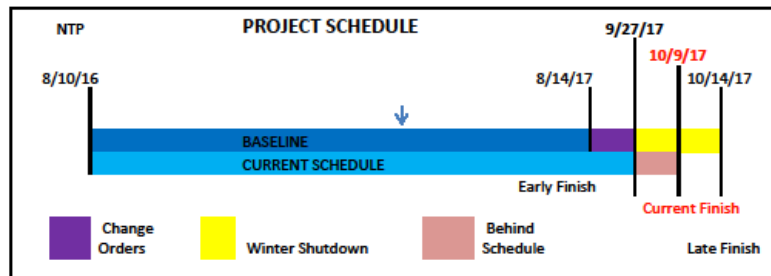 NTP
PROJECT SCHEDULE
9/27/17
10/9/17
8/10/16
8/14/17
10/14/17
BASELINE
CURRENT SCHEDULE
Early Finish
Current Finish
Change
Orders
Winter Shutdown
Behind
Schedule
Late Finish